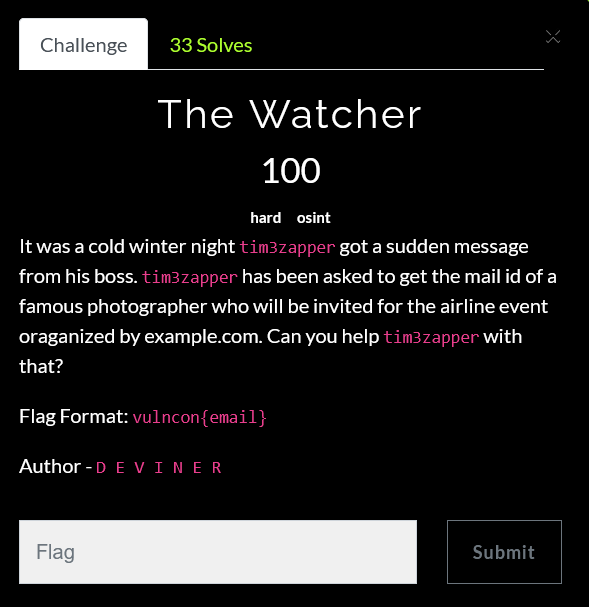 Challenge
33 Solves
×
The Watcher
100
hard osint
It was a cold winter night tim3zapper got a sudden message
from his boss. tim3zapper has been asked to get the mail id of a
famous photographer who will be invited for the airline event
oraganized by example.com. Can you help tim3zapper with
that?
Flag Format: vulncon{email}
Author - D E V I N E R
Flag
Submit